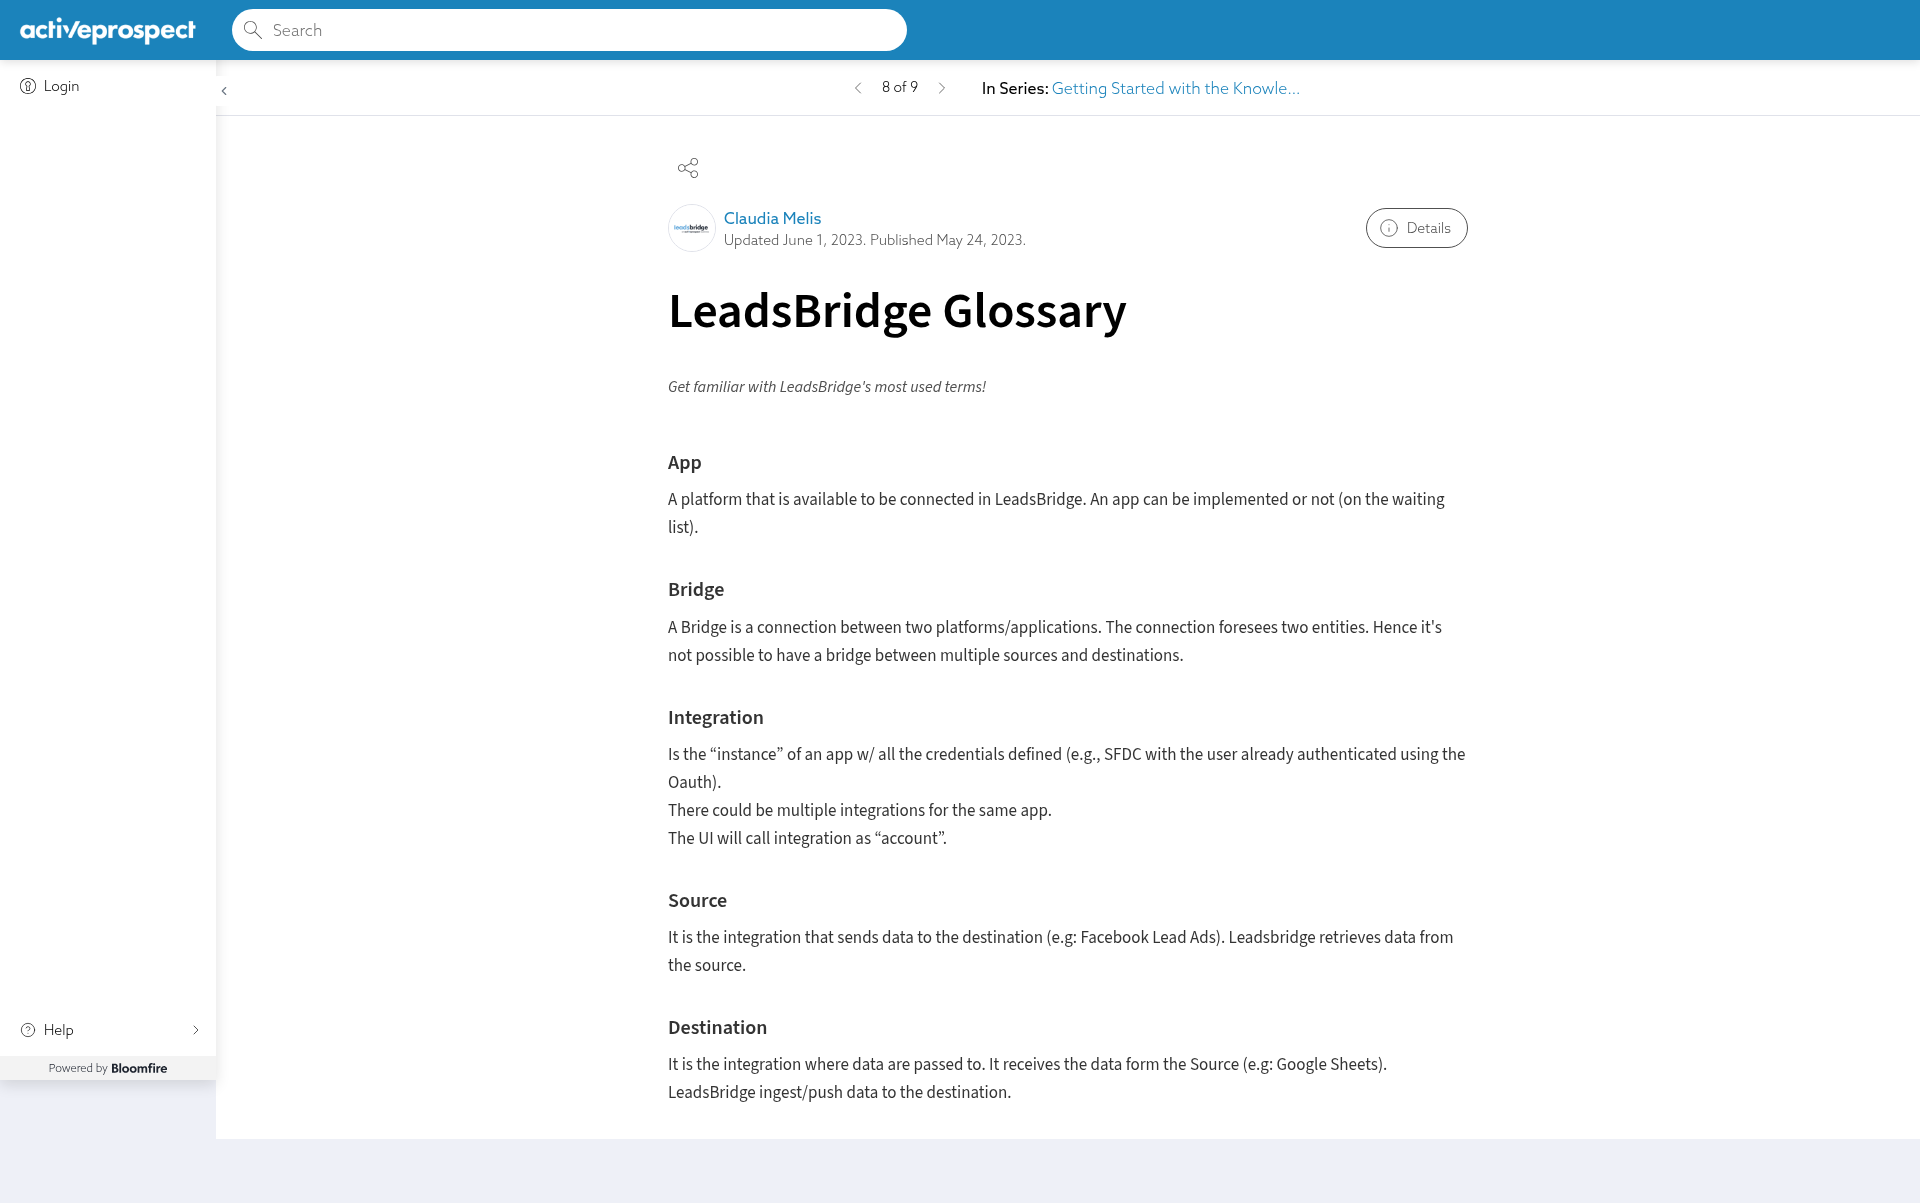 activeprospect
Search
Login
8 of 9
In Series: Getting Started with the Knowle...
leadsbridge
Claudia Melis
Updated June 1, 2023. Published May 24, 2023.
Details
LeadsBridge Glossary
Get familiar with LeadsBridge's most used terms!
App
A platform that is available to be connected in LeadsBridge. An app can be implemented or not (on the waiting
list).
Bridge
A Bridge is a connection between two platforms/applications. The connection foresees two entities. Hence it's
not possible to have a bridge between multiple sources and destinations.
Integration
Is the “instance” of an app w/ all the credentials defined (e.g., SFDC with the user already authenticated using the
Oauth).
There could be multiple integrations for the same app.
The UI will call integration as “account”.
Source
It is the integration that sends data to the destination (e.g: Facebook Lead Ads). Leadsbridge retrieves data from
the source.
Destination
It is the integration where data are passed to. It receives the data form the Source (e.g: Google Sheets).
LeadsBridge ingest/push data to the destination.
Help
Powered by Bloomfire